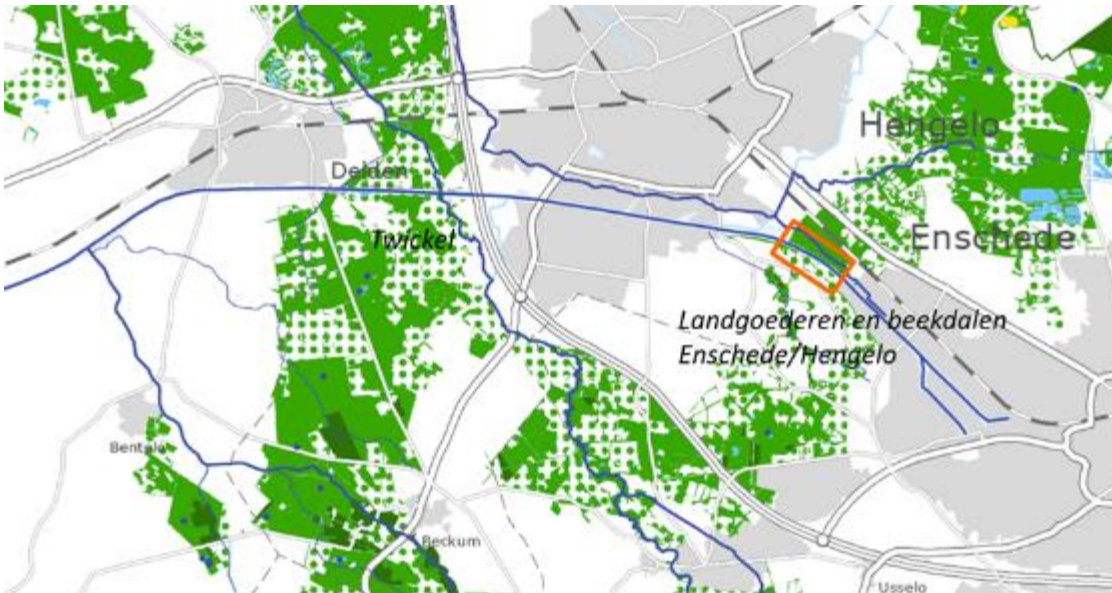 Hengelo
Delden
Twickel
Enschede
Landgoederen en beekdalen
Enschede/Hengelo
Bentelo
Beckum
Usselo